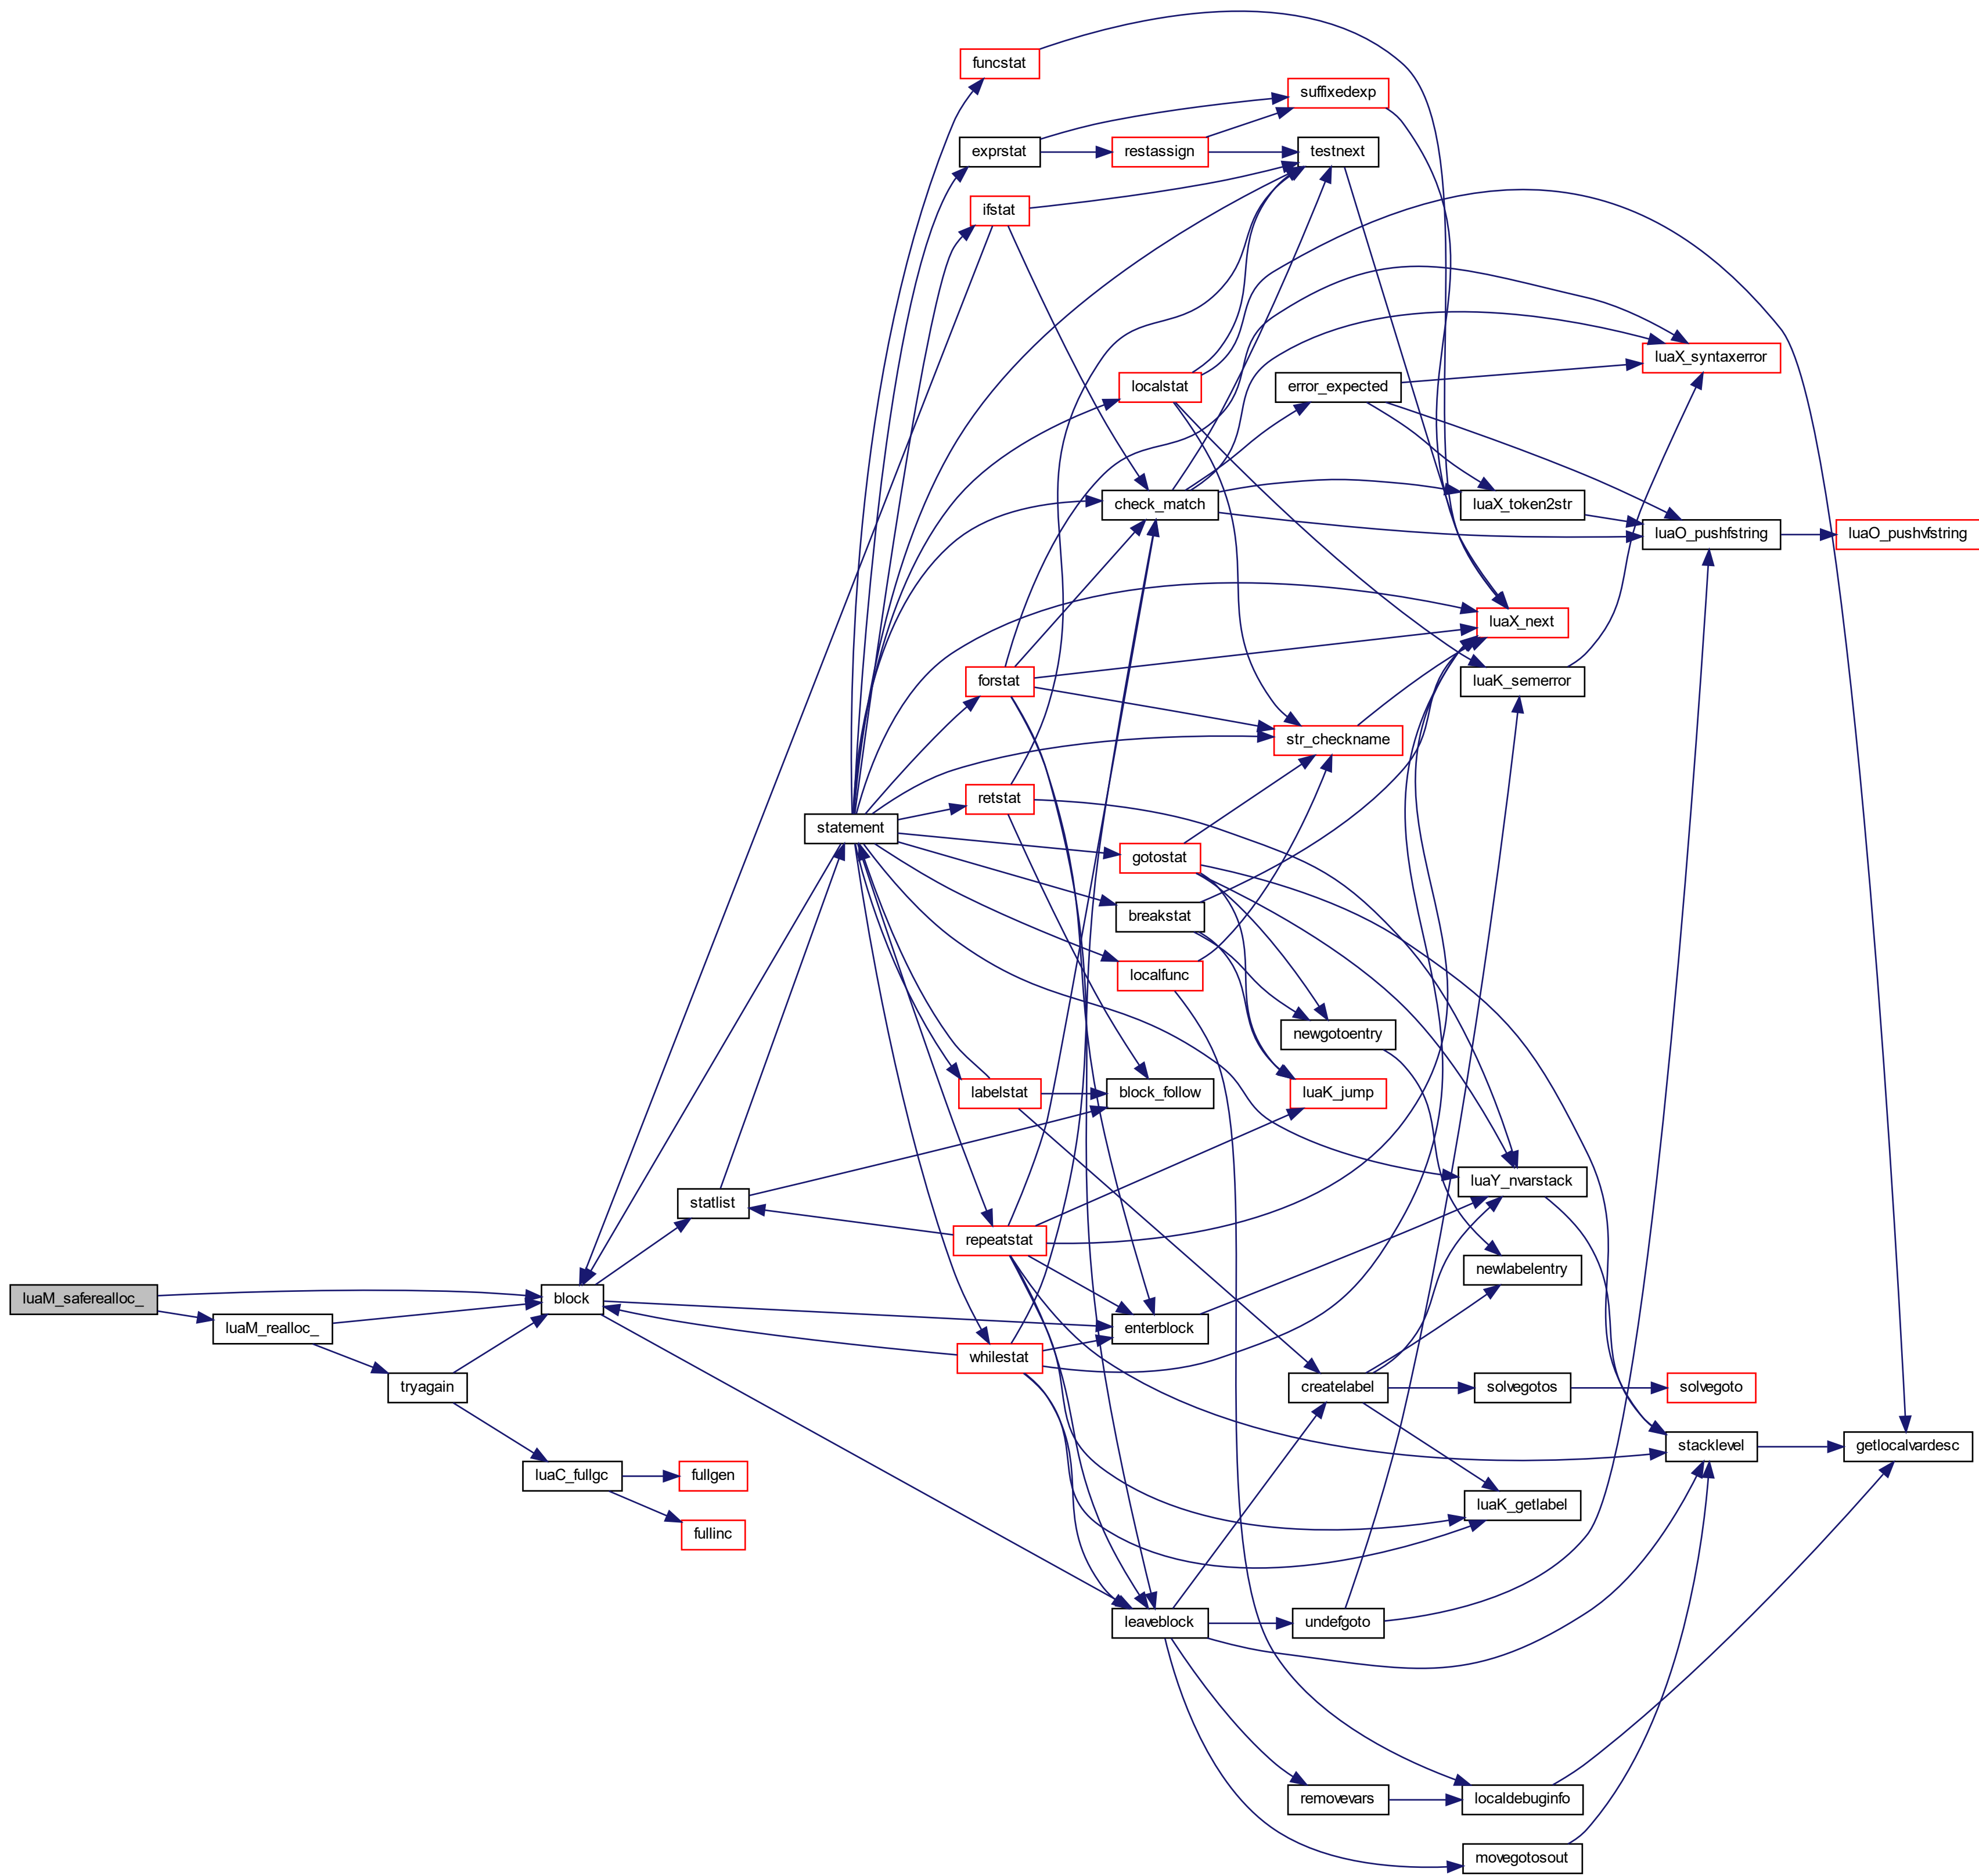 funcstat
suffixedexp
exprstat
restassign
testnext
ifstat
luaX_syntaxerror
localstat
error_expected
check_match
luaX_token2str
luaO_pushfstring
luaO_pushvfstring
luaX_next
forstat
luaK_semerror
str_checkname
retstat
statement
gotostat
breakstat
localfunc
newgotoentry
labelstat
block_follow
luaK_jump
luaY_nvarstack
statlist
repeatstat
newlabelentry
luaM_saferealloc_
block
luaM_realloc_
enterblock
whilestat
tryagain
createlabel
solvegotos
solvegoto
stacklevel
getlocalvardesc
luaC_fullgc
fullgen
luaK_getlabel
fullinc
leaveblock
undefgoto
removevars
localdebuginfo
movegotosout